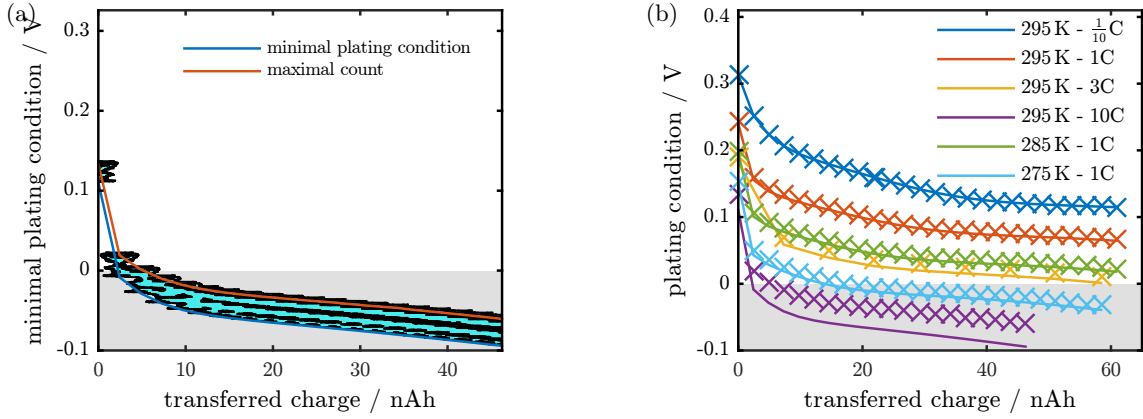 (a)
minimal plating condition / V
0.3
0.2
0.1
0
-0.1
0
10
20
30
40
transferred charge / nAh
minimal plating condition
maximal count
(b)
plating condition / V
0.4
0.3
0.2
0.1
0
-0.1
0
20
40
60
transferred charge / nAh
295 K - 1/10 C
295 K - 1C
295 K - 3C
295 K - 10C
285 K - 1C
275 K - 1C